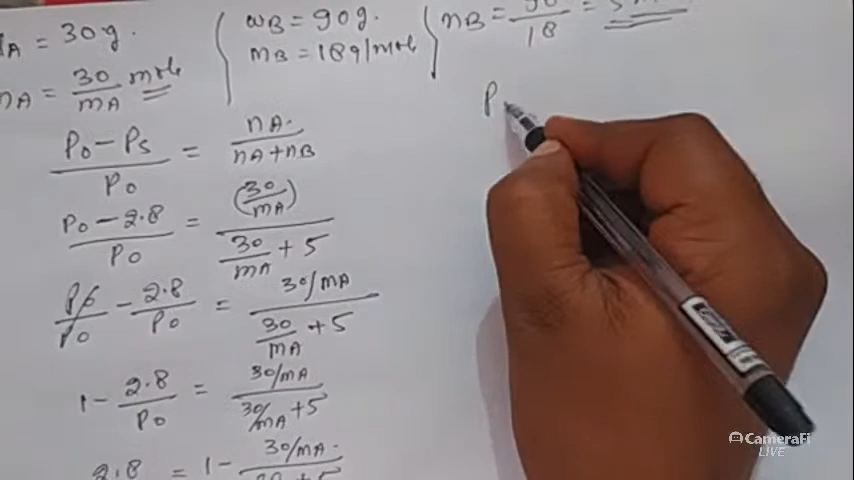 A = 30g.
WB = 90g.
MB = 18g/mole
nB = 90/18 = 5
nA = 30/MA mole
P
Po - Ps / Po = nA. / nA+nB
Po - 2.8 / Po = (30/MA) / 30/MA + 5
Po/Po - 2.8/Po = 30/MA / 30/MA + 5
1 - 2.8/Po = 30/MA / 30/MA + 5
2.8 = 1 - 30/MA.
CameraFi
LIVE